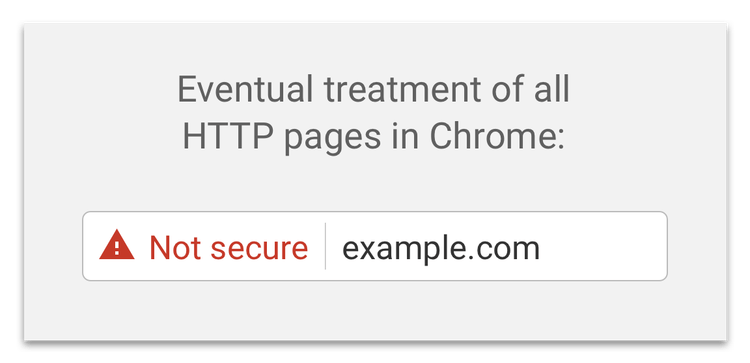 Eventual treatment of all
HTTP pages in Chrome:
Not secure example.com